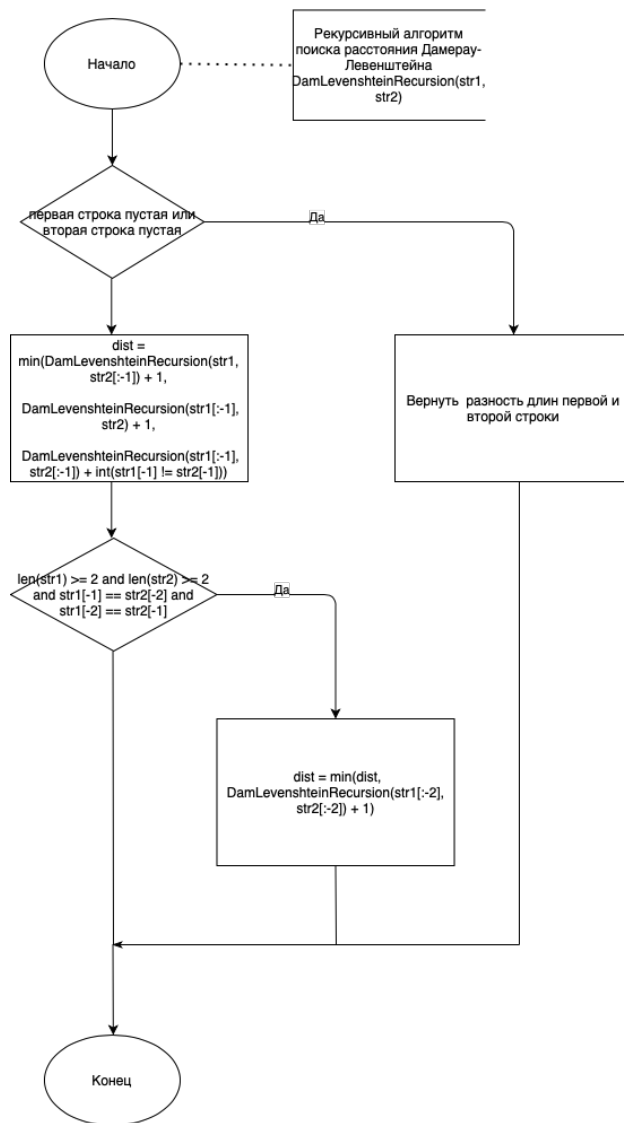 Начало
Рекурсивный алгоритм
поиска расстояния Дамерау-
Левенштейна
DamLevenshteinRecursion(str1,
str2)
первая строка пустая или
вторая строка пустая
Да
dist =
min(DamLevenshteinRecursion(str1,
str2[:-1]) + 1,
DamLevenshteinRecursion(str1[:-1],
str2) + 1,
DamLevenshteinRecursion(str1[:-1],
str2[:-1]) + int(str1[-1] != str2[-1]))
Вернуть разность длин первой и
второй строки
len(str1) >= 2 and len(str2) >= 2
and str1[-1] == str2[-2] and
str1[-2] == str2[-1]
Да
dist = min(dist,
DamLevenshteinRecursion(str1[:-2],
str2[:-2]) + 1)
Конец